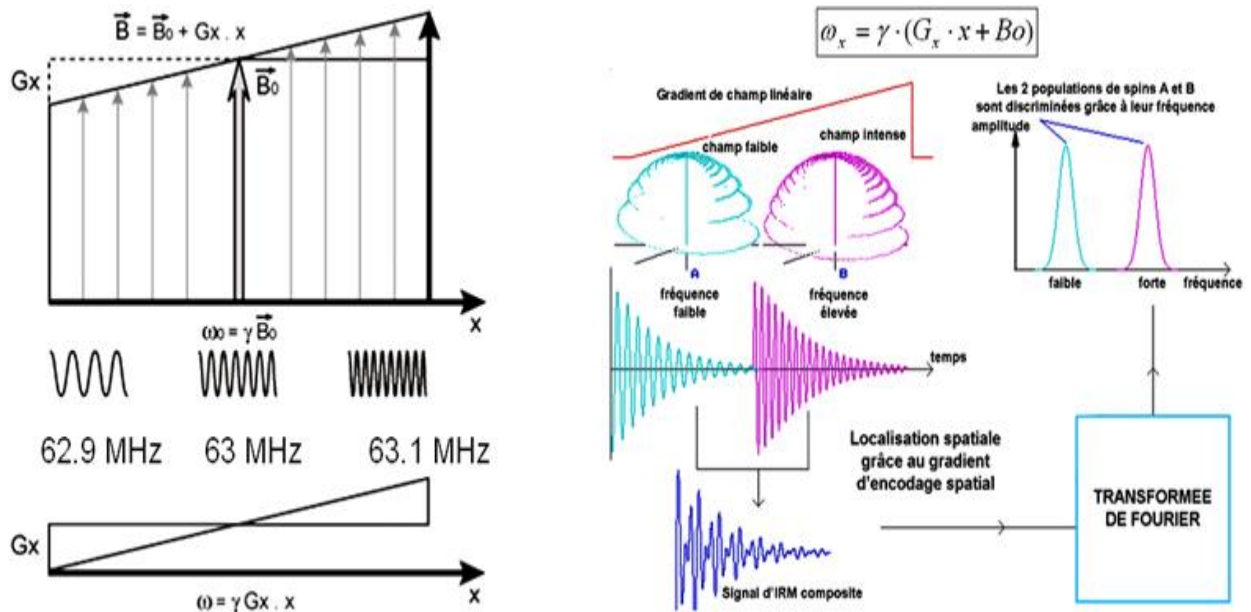 B = B₀ + Gx . x
Gx
B₀
x
ω₀ = γ B₀
62.9 MHz 63 MHz 63.1 MHz
Gx
x
ω = γ Gx . x
ωₓ = γ · (Gₓ · x + Bo)
Gradient de champ linéaire
champ faible
champ intense
A
B
fréquence
faible
fréquence
élevée
temps
Signal d'IRM composite
Les 2 populations de spins A et B
sont discriminées grâce à leur fréquence
amplitude
faible forte fréquence
Localisation spatiale
grâce au gradient
d'encodage spatial
TRANSFORMEE
DE FOURIER